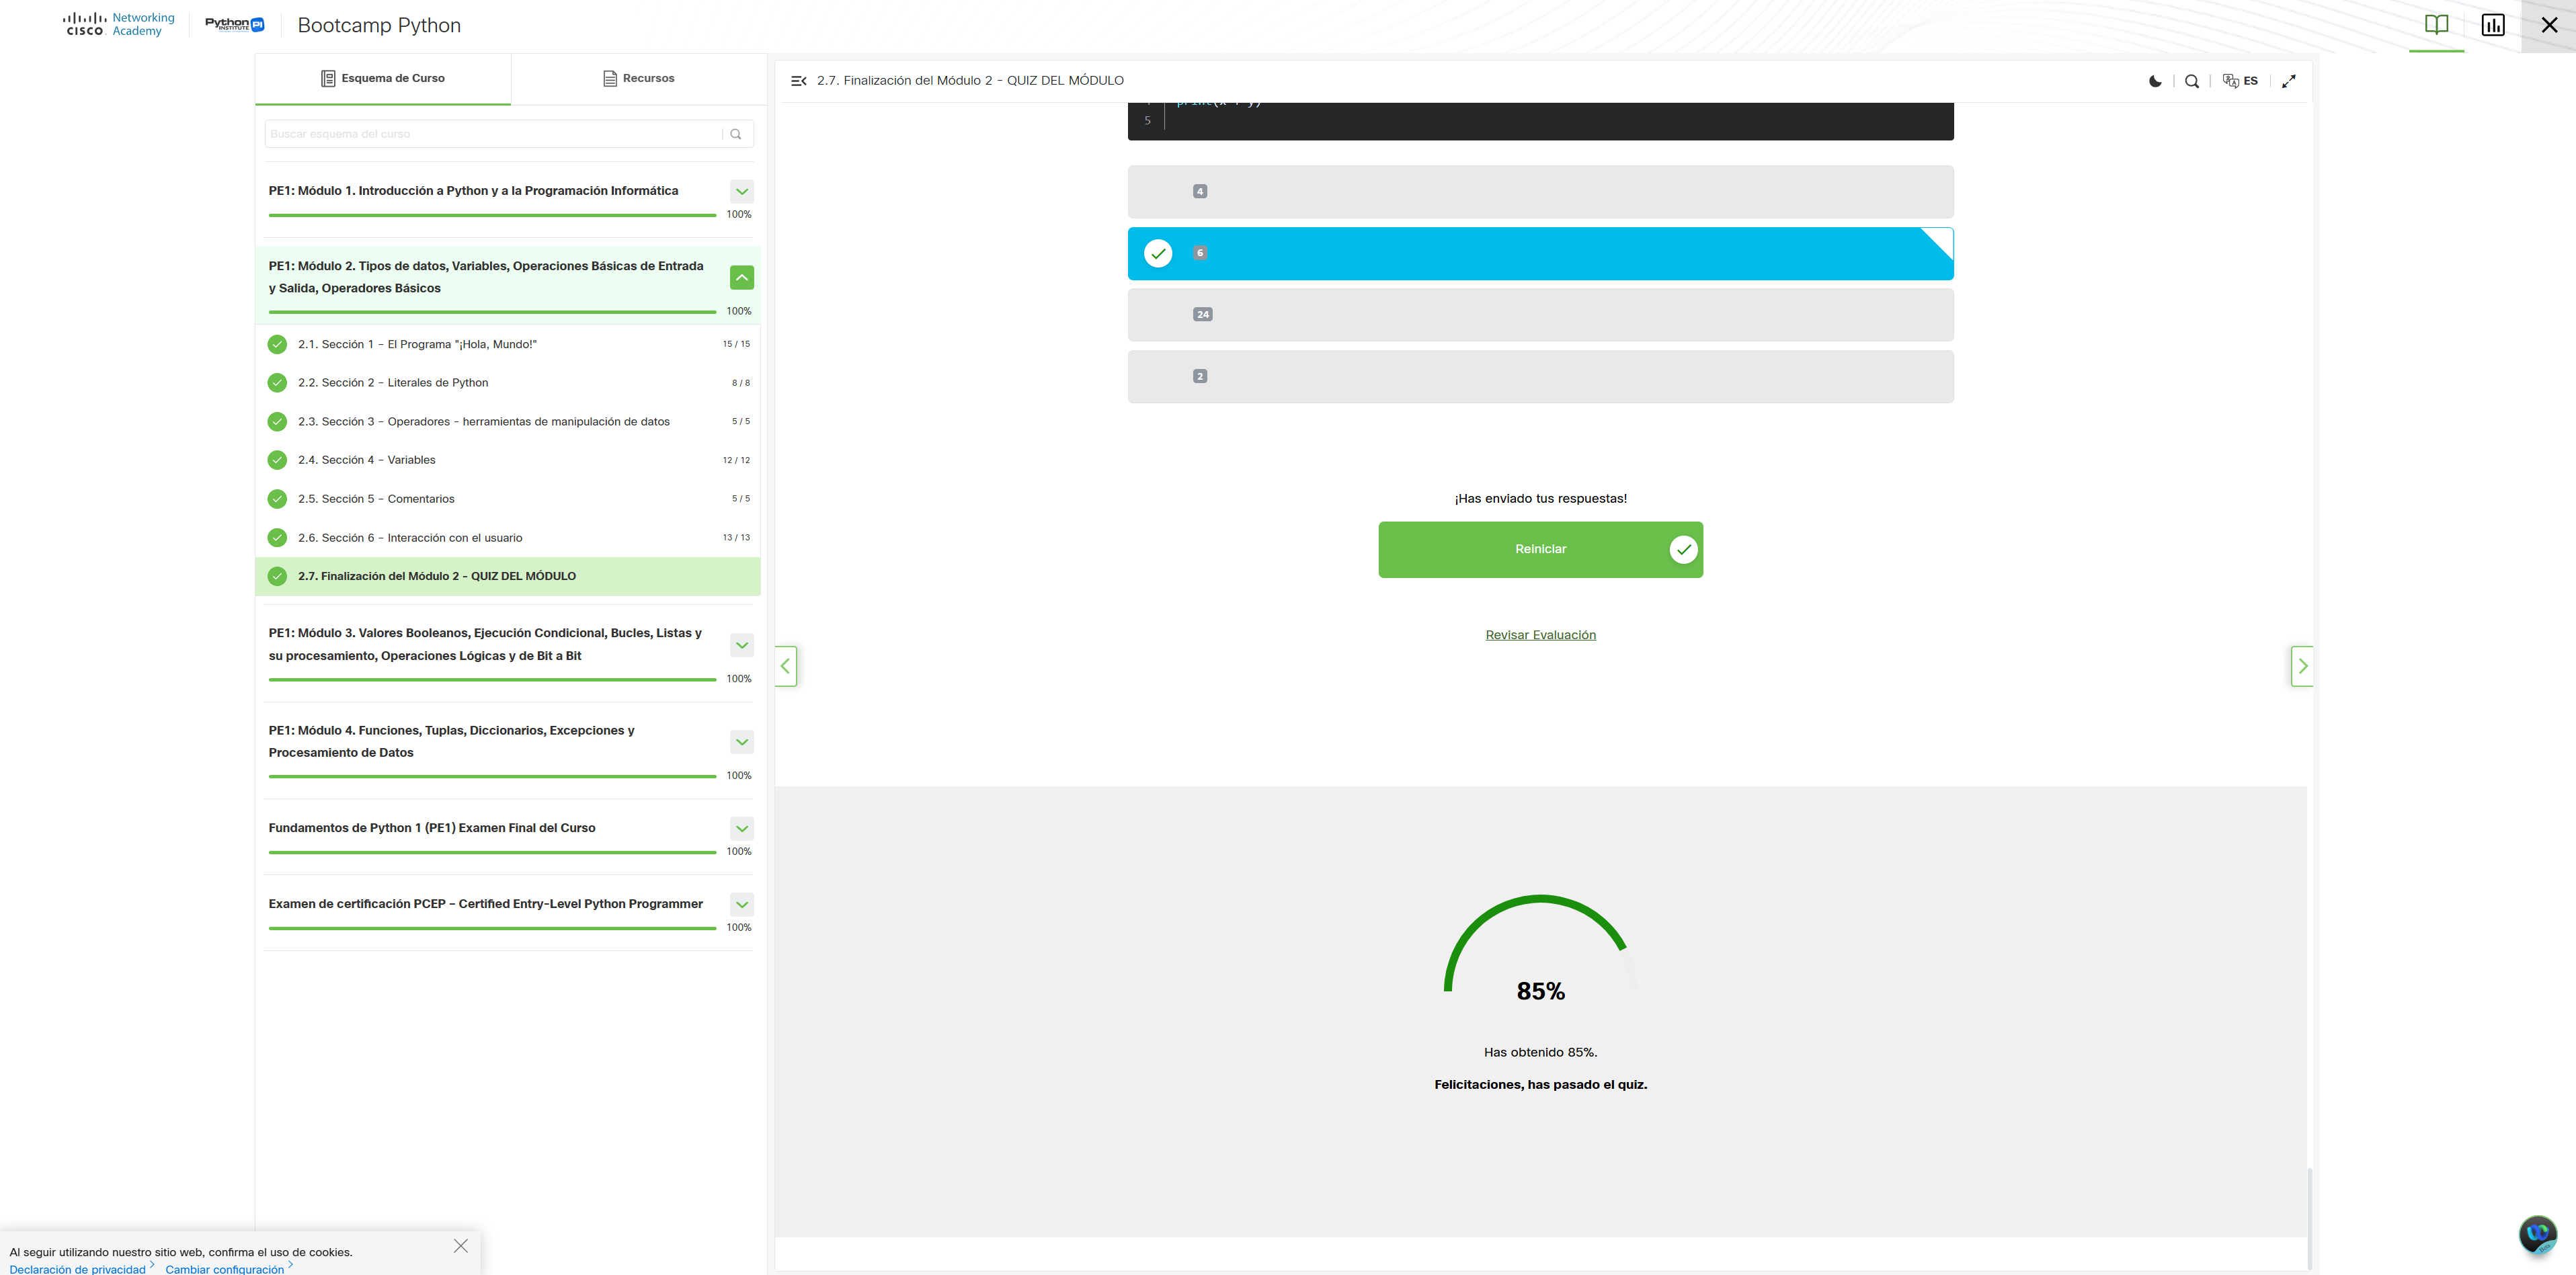 Networking
CISCO Academy
Python PI
INSTITUTE
Bootcamp Python
Esquema de Curso
Recursos
Buscar esquema del curso
PE1: Módulo 1. Introducción a Python y a la Programación Informática
100%
PE1: Módulo 2. Tipos de datos, Variables, Operaciones Básicas de Entrada
y Salida, Operadores Básicos
100%
2.1. Sección 1 – El Programa "¡Hola, Mundo!"
15 / 15
2.2. Sección 2 – Literales de Python
8 / 8
2.3. Sección 3 – Operadores - herramientas de manipulación de datos
5 / 5
2.4. Sección 4 – Variables
12 / 12
2.5. Sección 5 – Comentarios
5 / 5
2.6. Sección 6 – Interacción con el usuario
13 / 13
2.7. Finalización del Módulo 2 - QUIZ DEL MÓDULO
PE1: Módulo 3. Valores Booleanos, Ejecución Condicional, Bucles, Listas y
su procesamiento, Operaciones Lógicas y de Bit a Bit
100%
PE1: Módulo 4. Funciones, Tuplas, Diccionarios, Excepciones y
Procesamiento de Datos
100%
Fundamentos de Python 1 (PE1) Examen Final del Curso
100%
Examen de certificación PCEP – Certified Entry-Level Python Programmer
100%
2.7. Finalización del Módulo 2 - QUIZ DEL MÓDULO
ES
5
4
6
24
2
¡Has enviado tus respuestas!
Reiniciar
Revisar Evaluación
85%
Has obtenido 85%.
Felicitaciones, has pasado el quiz.
Al seguir utilizando nuestro sitio web, confirma el uso de cookies.
Declaración de privacidad > Cambiar configuración >